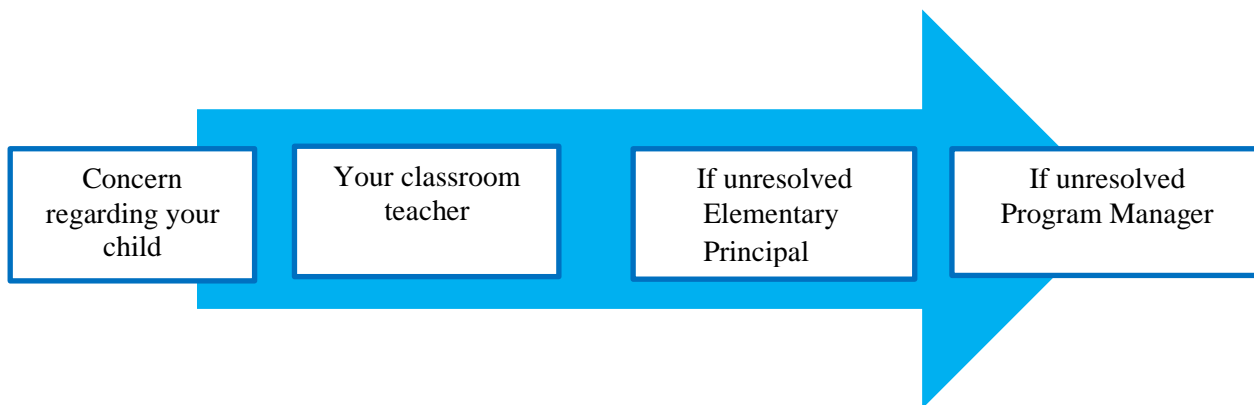 Concern
regarding your
child
Your classroom
teacher
If unresolved
Elementary
Principal
If unresolved
Program Manager